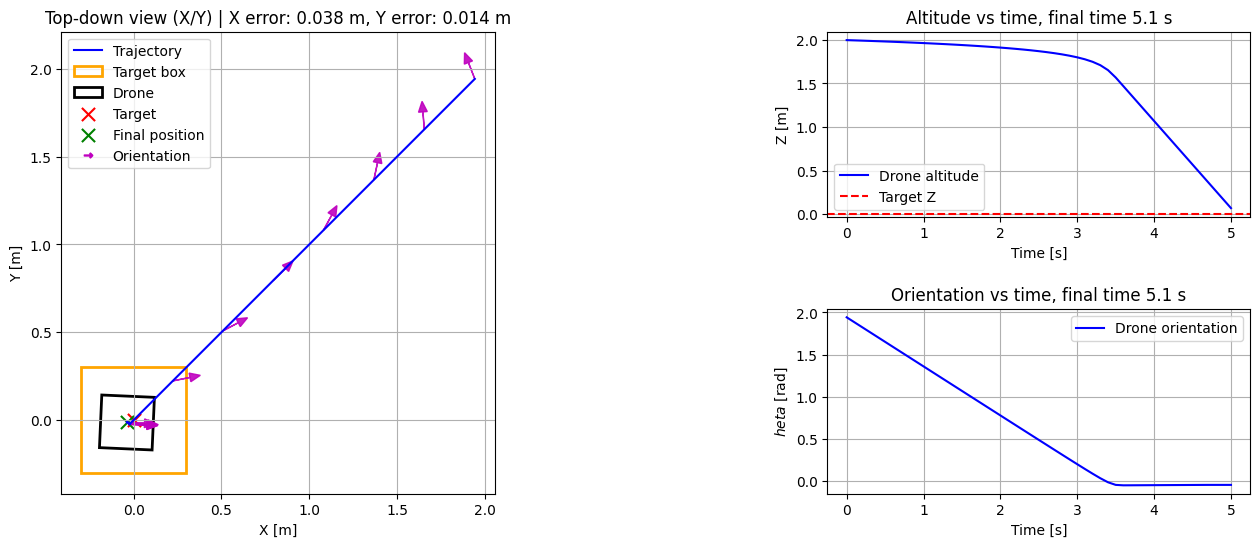 Top-down view (X/Y) | X error: 0.038 m, Y error: 0.014 m
Trajectory
Target box
Drone
Target
Final position
Orientation
Y [m]
2.0
1.5
1.0
0.5
0.0
0.0
0.5
1.0
1.5
2.0
X [m]
Altitude vs time, final time 5.1 s
Z [m]
2.0
1.5
1.0
0.5
0.0
Drone altitude
Target Z
0
1
2
3
4
5
Time [s]
Orientation vs time, final time 5.1 s
heta [rad]
2.0
1.5
1.0
0.5
0.0
Drone orientation
0
1
2
3
4
5
Time [s]